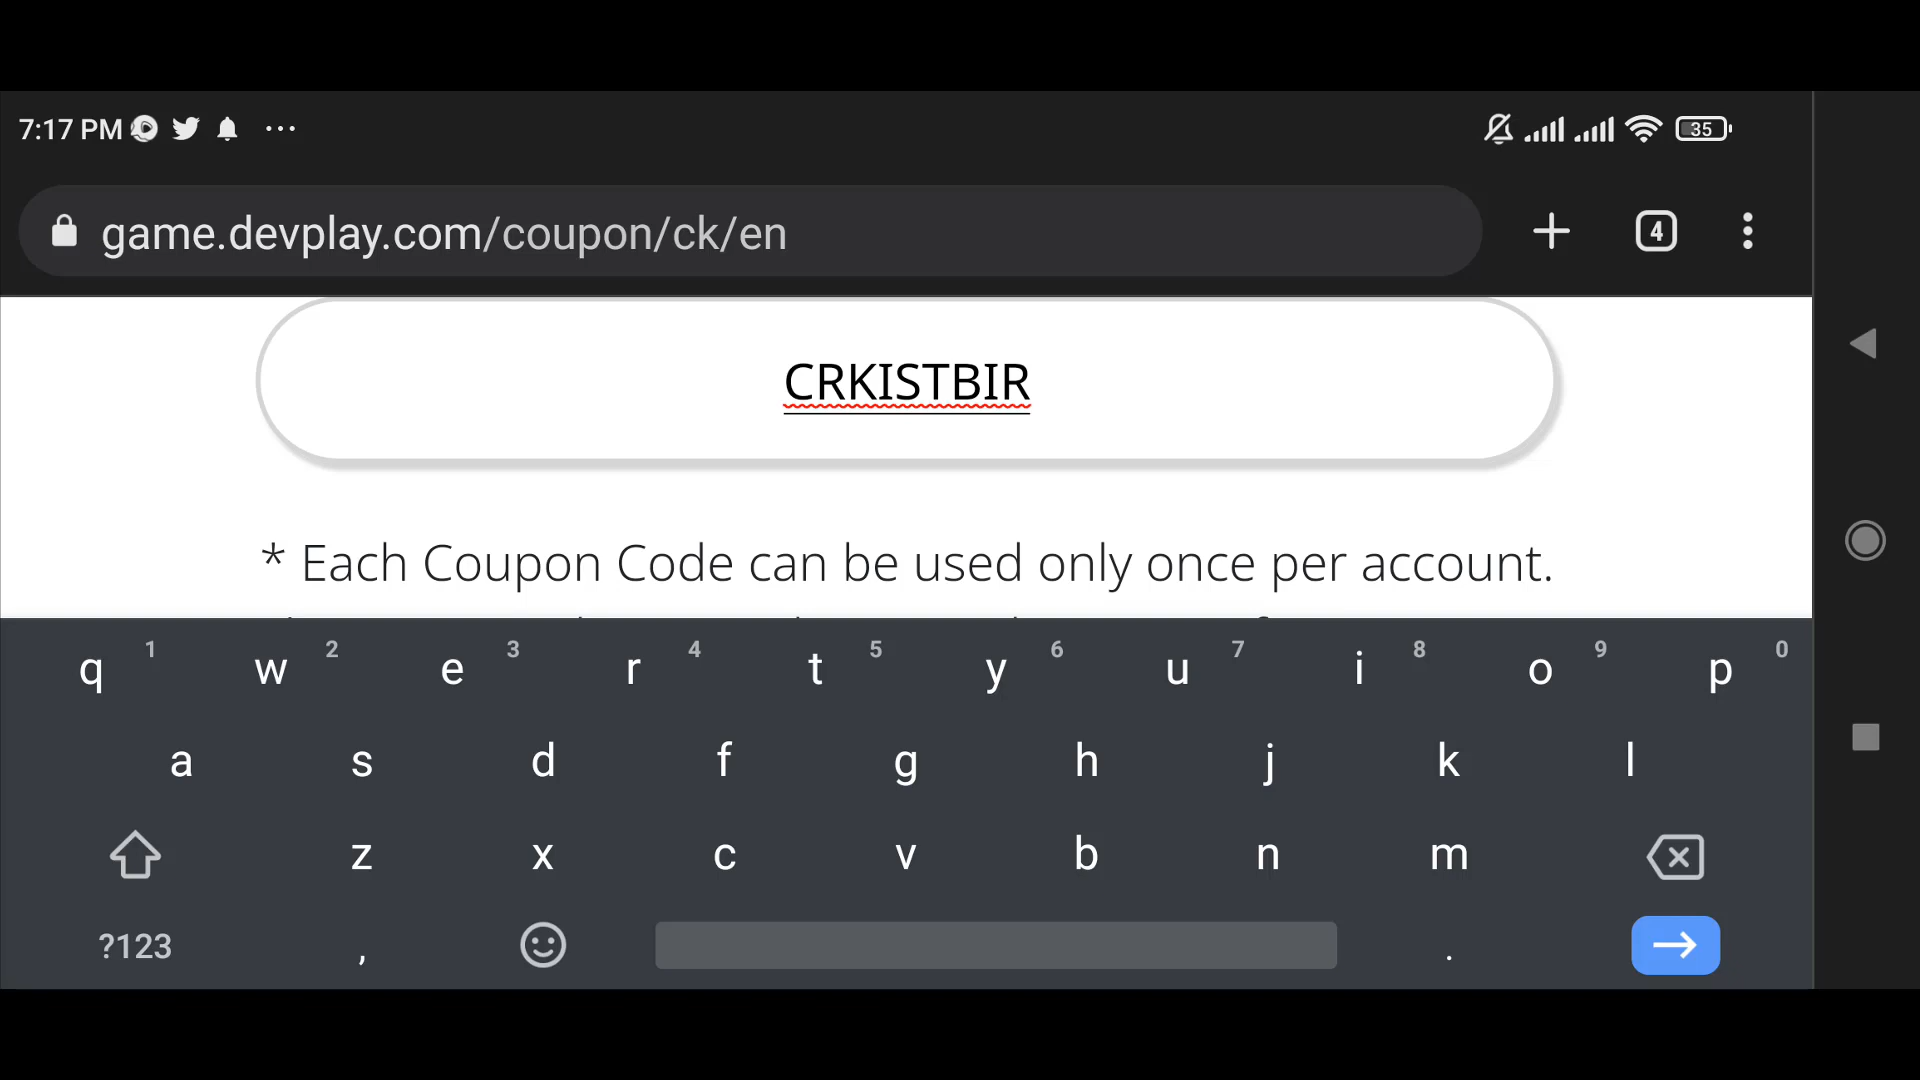 7:17 PM ...
35
game.devplay.com/coupon/ck/en
4
CRKISTBIR
* Each Coupon Code can be used only once per account.
1 2 3 4 5 6 7 8 9 0
q w e r t y u i o p
a s d f g h j k l
z x c v b n m
?123 , .